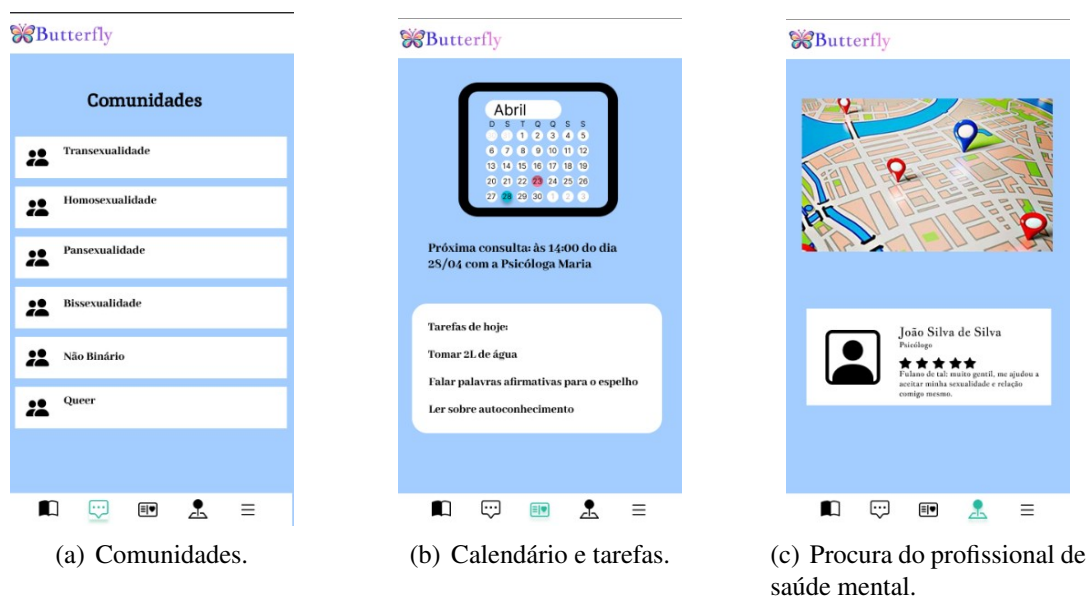 Butterfly
Comunidades
Transexualidade
Homosexualidade
Pansexualidade
Bissexualidade
Não Binário
Queer
(a) Comunidades.
Butterfly
Abril
D S T Q Q S S
1 2 3 4 5
6 7 8 9 10 11 12
13 14 15 16 17 18 19
20 21 22 23 24 25 26
27 28 29 30 1 2 3
Próxima consulta: às 14:00 do dia
28/04 com a Psicóloga Maria
Tarefas de hoje:
Tomar 2L de água
Falar palavras afirmativas para o espelho
Ler sobre autoconhecimento
(b) Calendário e tarefas.
Butterfly
João Silva de Silva
Psicólogo
Fulano de tal: muito gentil, me ajudou a
aceitar minha sexualidade e relação
comigo mesmo.
(c) Procura do profissional de
saúde mental.